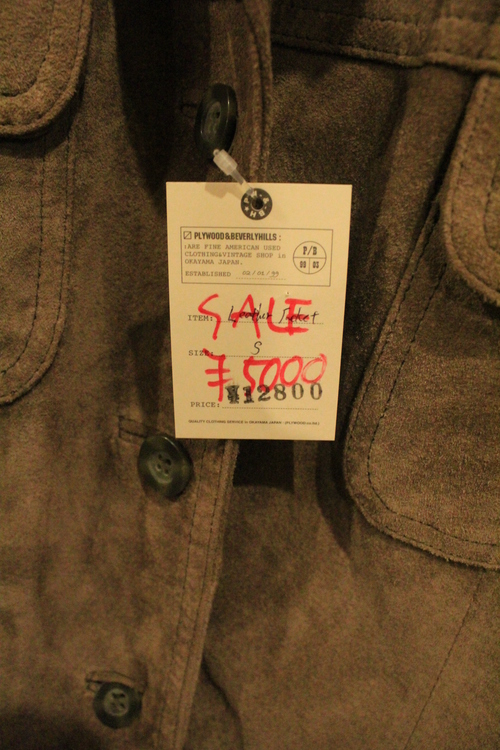 PLYWOOD&BEVERLYHILLS :
:ARE FINE AMERICAN USED
CLOTHING&VINTAGE SHOP in
OKAYAMA JAPAN.
ESTABLISHED 02/01/99
P/B
ITEM: Leather Jacket
SALE
SIZE: S
¥5000
PRICE: ¥12800
QUALITY CLOTHING SERVICE in OKAYAMA JAPAN.